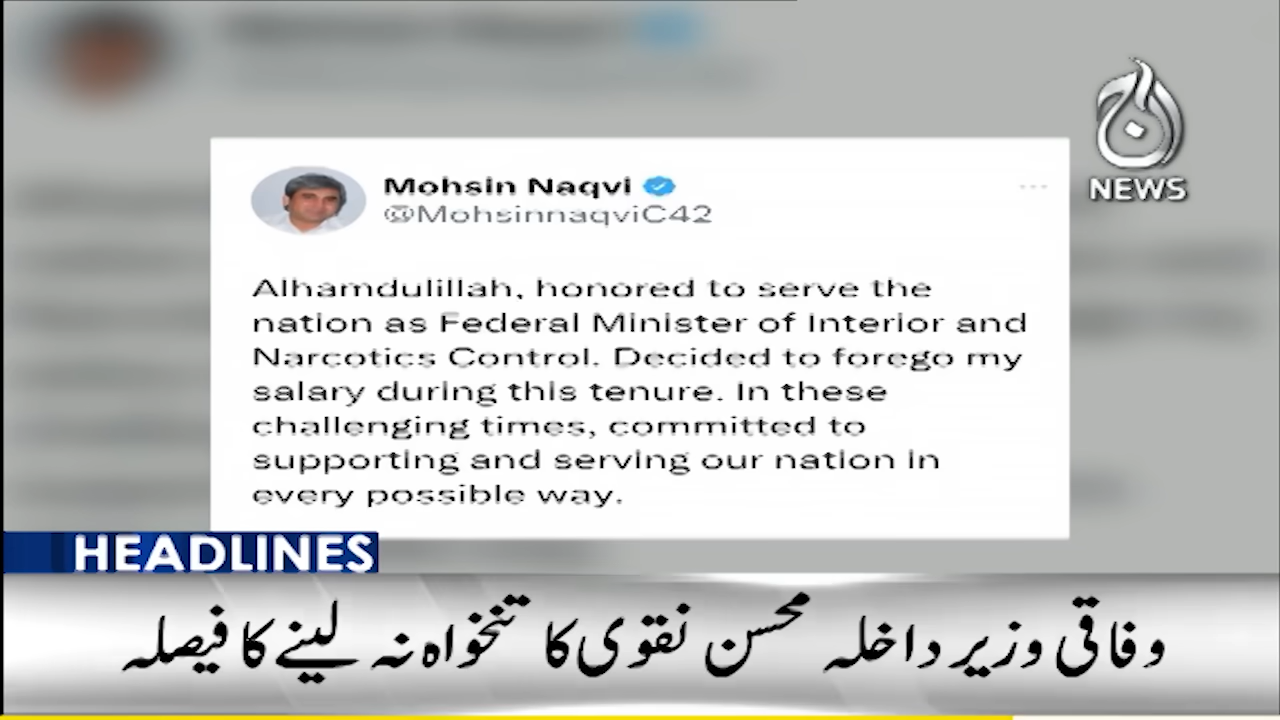 آج
NEWS
Mohsin Naqvi
@MohsinnaqviC42
Alhamdulillah, honored to serve the
nation as Federal Minister of Interior and
Narcotics Control. Decided to forego my
salary during this tenure. In these
challenging times, committed to
supporting and serving our nation in
every possible way.
HEADLINES
وفاقی وزیر داخلہ محسن نقوی کا تنخواہ نہ لینے کا فیصلہ